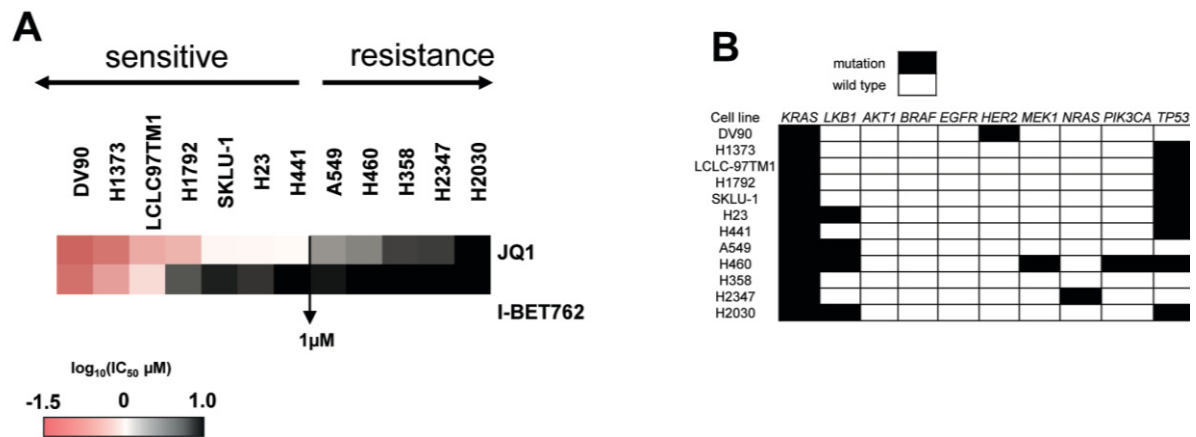 A
sensitive
resistance
DV90
H1373
LCLC97TM1
H1792
SKLU-1
H23
H441
A549
H460
H358
H2347
H2030
JQ1
I-BET762
1µM
log10(IC50 µM)
-1.5 0 1.0
B
mutation
wild type
Cell line KRAS LKB1 AKT1 BRAF EGFR HER2 MEK1 NRAS PIK3CA TP53
DV90
H1373
LCLC-97TM1
H1792
SKLU-1
H23
H441
A549
H460
H358
H2347
H2030